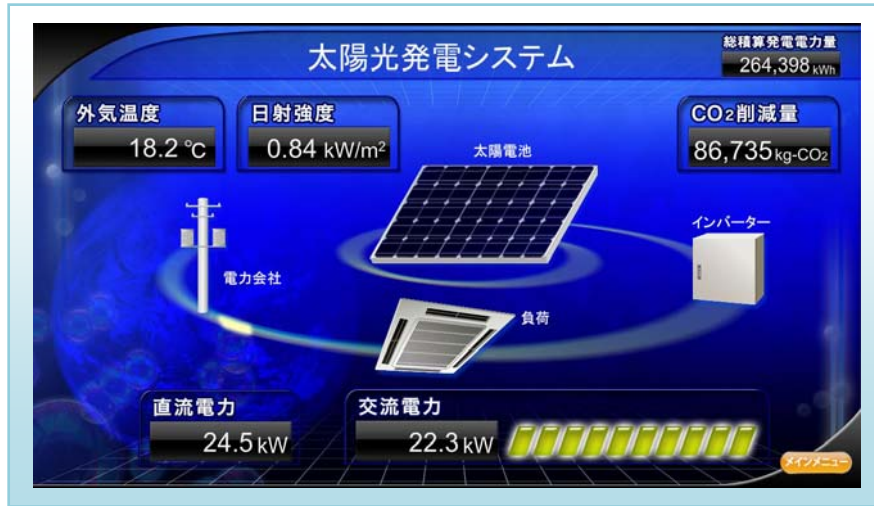 太陽光発電システム
総積算発電電力量
264,398 kWh
外気温度
18.2 ℃
日射強度
0.84 kW/m²
CO₂削減量
86,735 kg-CO₂
太陽電池
インバーター
電力会社
負荷
直流電力
24.5 kW
交流電力
22.3 kW
メインメニュー